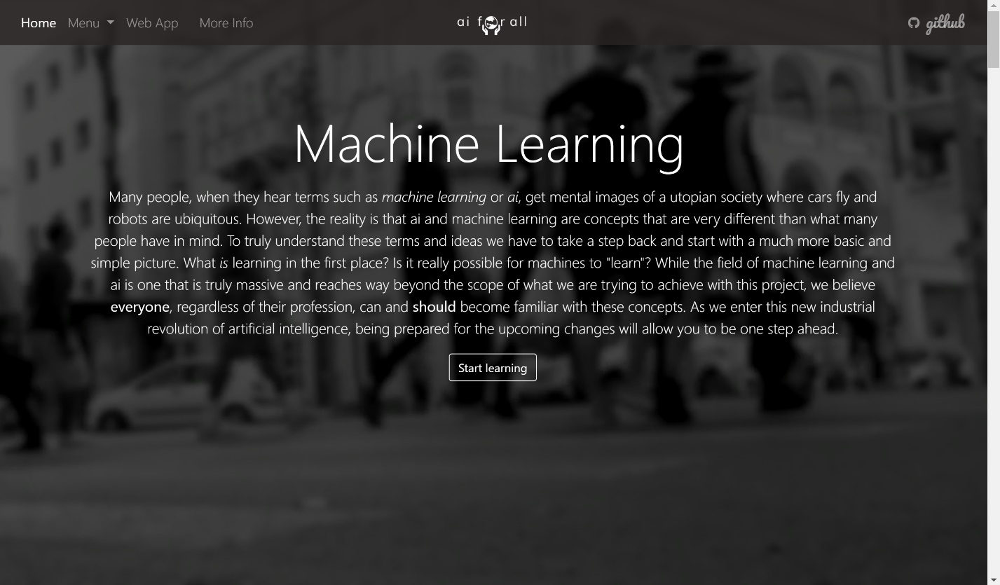 Home Menu Web App More Info ai for all github
Machine Learning
Many people, when they hear terms such as machine learning or ai, get mental images of a utopian society where cars fly and
robots are ubiquitous. However, the reality is that ai and machine learning are concepts that are very different than what many
people have in mind. To truly understand these terms and ideas we have to take a step back and start with a much more basic and
simple picture. What is learning in the first place? Is it really possible for machines to "learn"? While the field of machine learning and
ai is one that is truly massive and reaches way beyond the scope of what we are trying to achieve with this project, we believe
everyone, regardless of their profession, can and should become familiar with these concepts. As we enter this new industrial
revolution of artificial intelligence, being prepared for the upcoming changes will allow you to be one step ahead.
Start learning